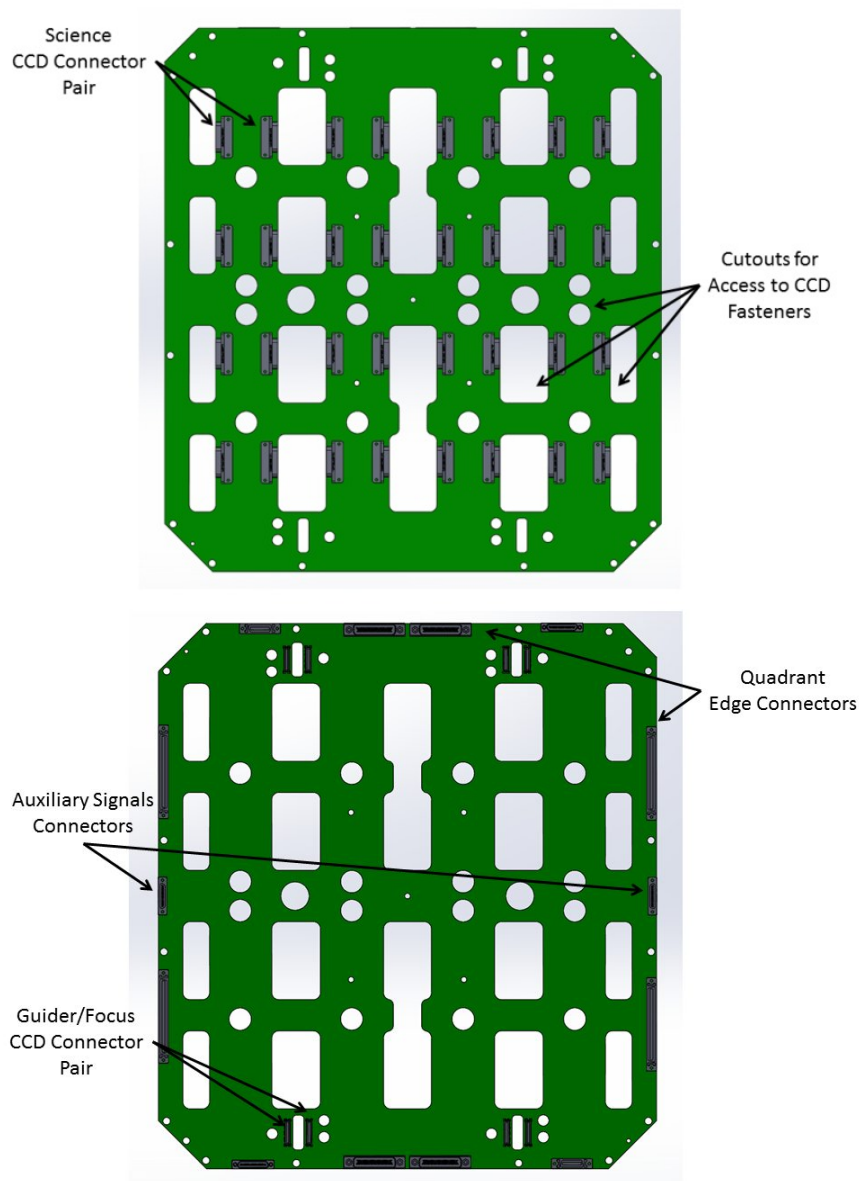 Science
CCD Connector
Pair
Cutouts for
Access to CCD
Fasteners
Quadrant
Edge Connectors
Auxiliary Signals
Connectors
Guider/Focus
CCD Connector
Pair